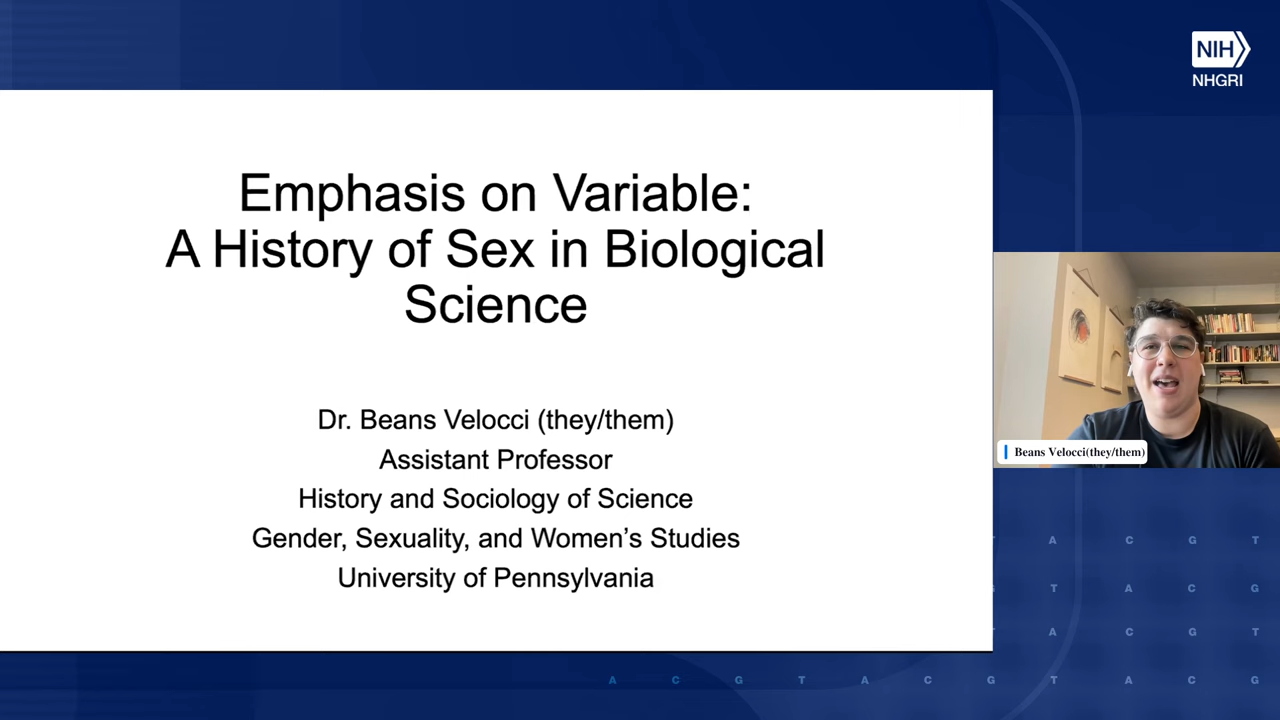 NIH
NHGRI
Emphasis on Variable:
A History of Sex in Biological
Science
Dr. Beans Velocci (they/them)
Assistant Professor
History and Sociology of Science
Gender, Sexuality, and Women’s Studies
University of Pennsylvania
Beans Velocci(they/them)
T A C G T
G T A C G
T A C G T
A C G T A C G T A C G